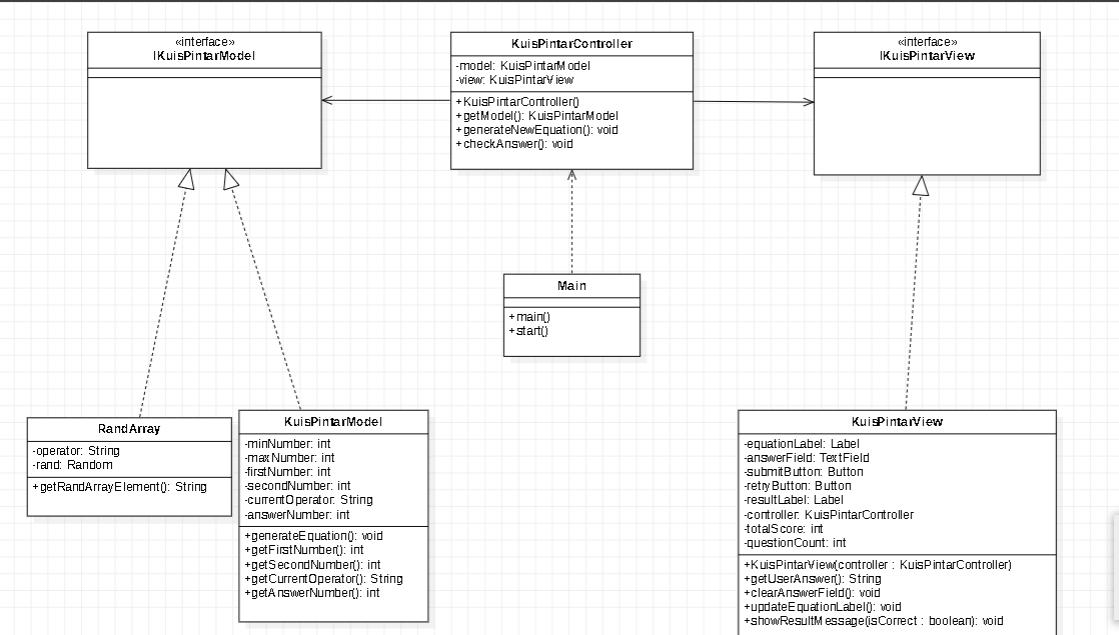 «interface»
IKuisPintarModel
KuisPintarController
-model: KuisPintarModel
-view: KuisPintarView
+KuisPintarController()
+getModel(): KuisPintarModel
+generateNewEquation(): void
+checkAnswer(): void
«interface»
IKuisPintarView
Main
+main()
+start()
RandArray
-operator: String
-rand: Random
+getRandArrayElement(): String
KuisPintarModel
-minNumber: int
-maxNumber: int
-firstNumber: int
-secondNumber: int
-currentOperator: String
-answerNumber: int
+generateEquation(): void
+getFirstNumber(): int
+getSecondNumber(): int
+getCurrentOperator(): String
+getAnswerNumber(): int
KuisPintarView
-equationLabel: Label
-answerField: TextField
-submitButton: Button
-retryButton: Button
-resultLabel: Label
-controller: KuisPintarController
-totalScore: int
-questionCount: int
+KuisPintarView(controller : KuisPintarController)
+getUserAnswer(): String
+clearAnswerField(): void
+updateEquationLabel(): void
+showResultMessage(isCorrect : boolean): void